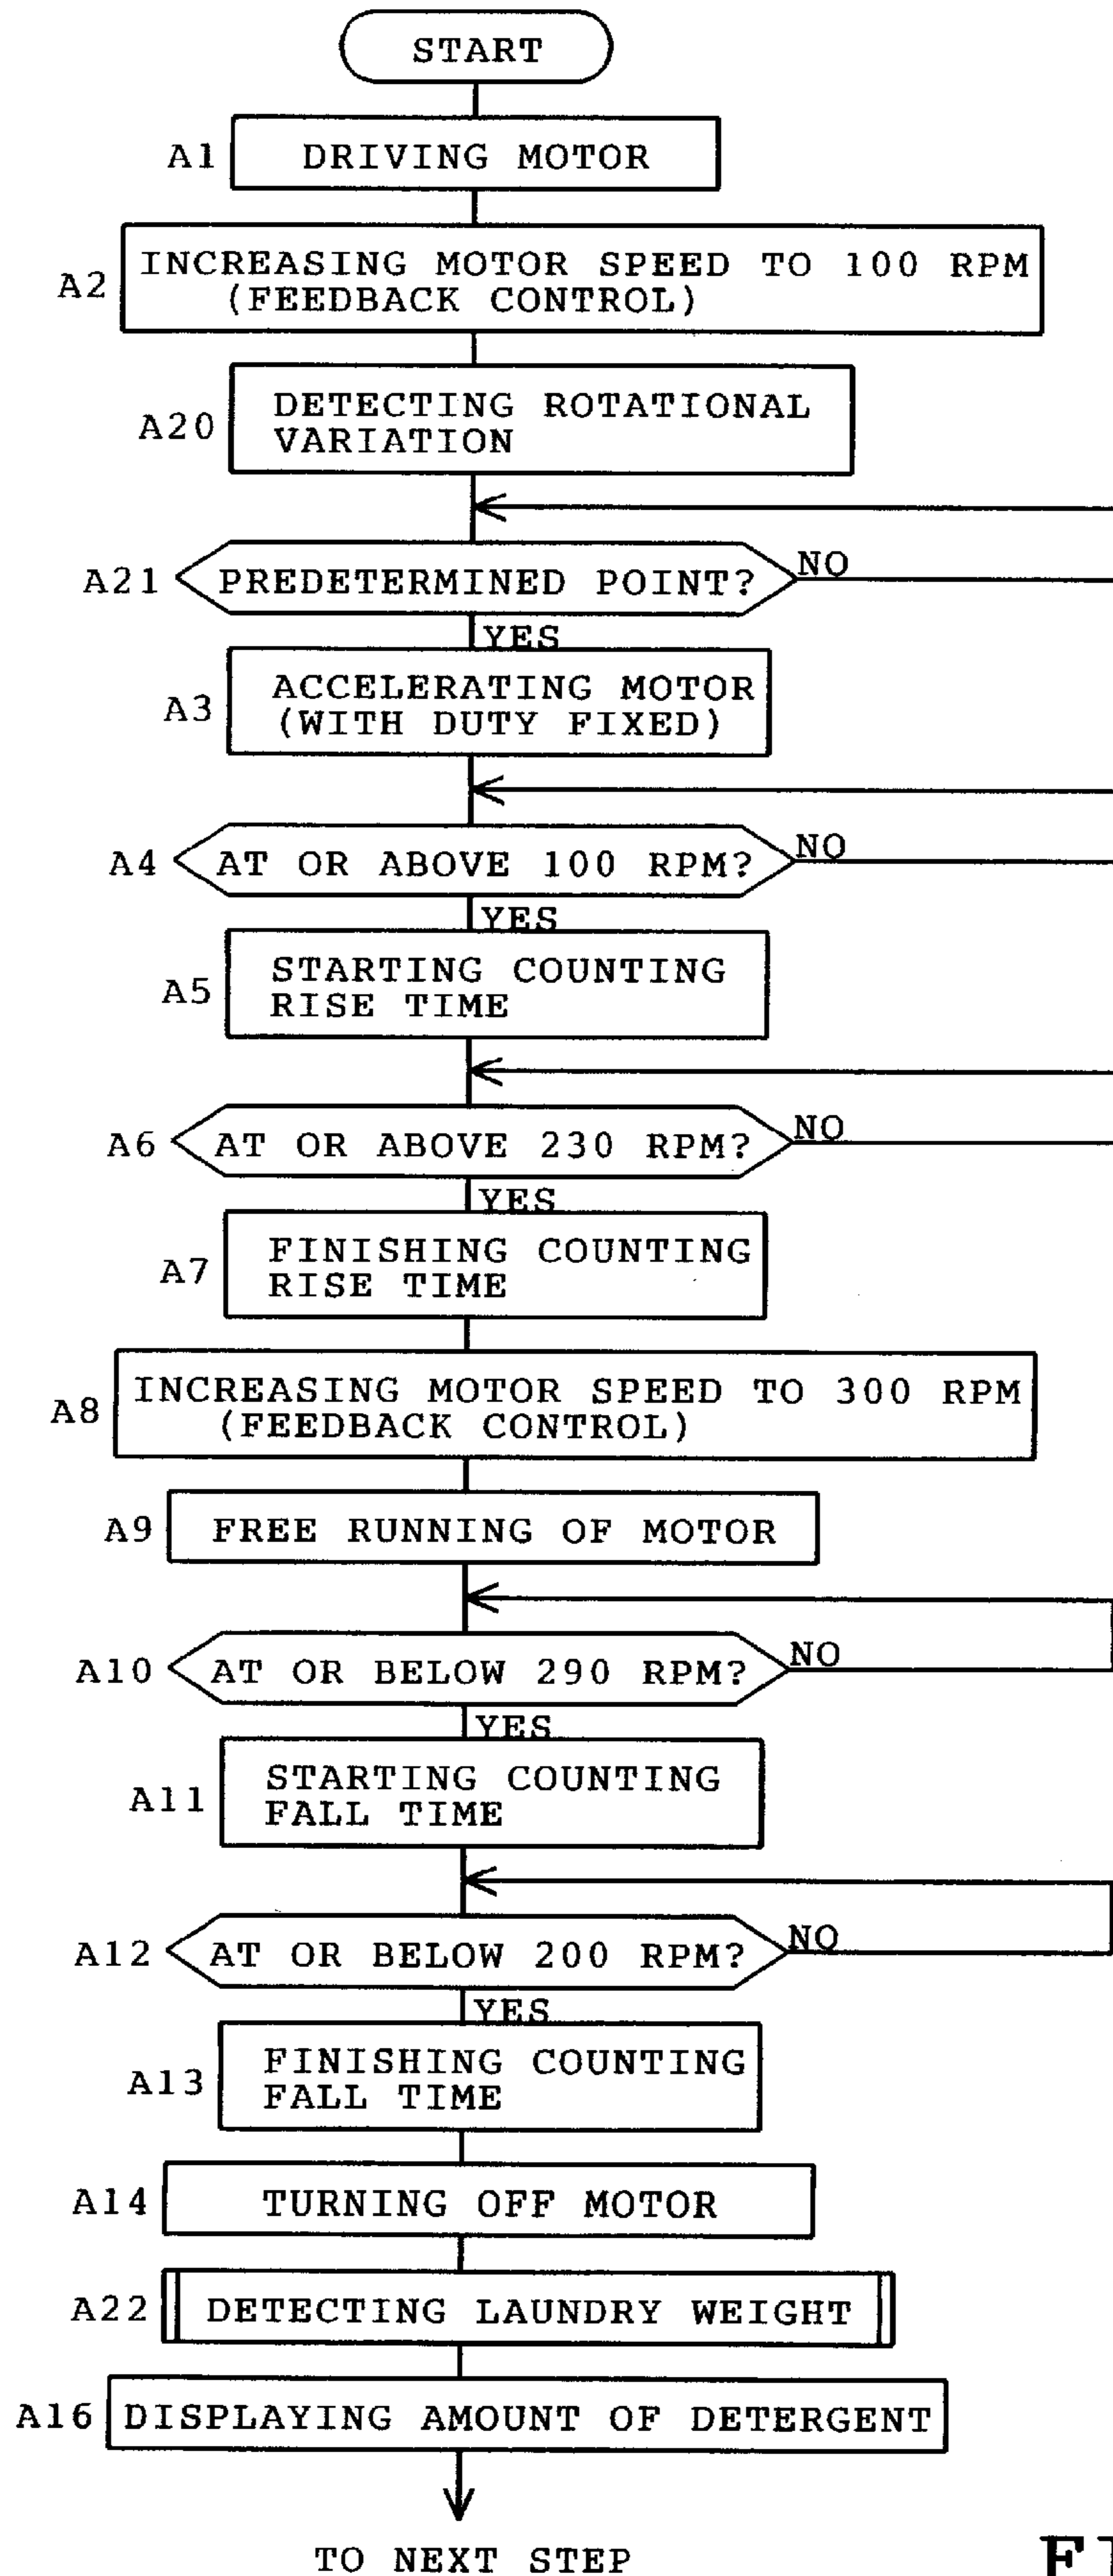 START
A1 DRIVING MOTOR
A2 INCREASING MOTOR SPEED TO 100 RPM
(FEEDBACK CONTROL)
A20 DETECTING ROTATIONAL
VARIATION
A21 PREDETERMINED POINT? NO
YES
A3 ACCELERATING MOTOR
(WITH DUTY FIXED)
A4 AT OR ABOVE 100 RPM? NO
YES
A5 STARTING COUNTING
RISE TIME
A6 AT OR ABOVE 230 RPM? NO
YES
A7 FINISHING COUNTING
RISE TIME
A8 INCREASING MOTOR SPEED TO 300 RPM
(FEEDBACK CONTROL)
A9 FREE RUNNING OF MOTOR
A10 AT OR BELOW 290 RPM? NO
YES
A11 STARTING COUNTING
FALL TIME
A12 AT OR BELOW 200 RPM? NO
YES
A13 FINISHING COUNTING
FALL TIME
A14 TURNING OFF MOTOR
A22 DETECTING LAUNDRY WEIGHT
A16 DISPLAYING AMOUNT OF DETERGENT
TO NEXT STEP